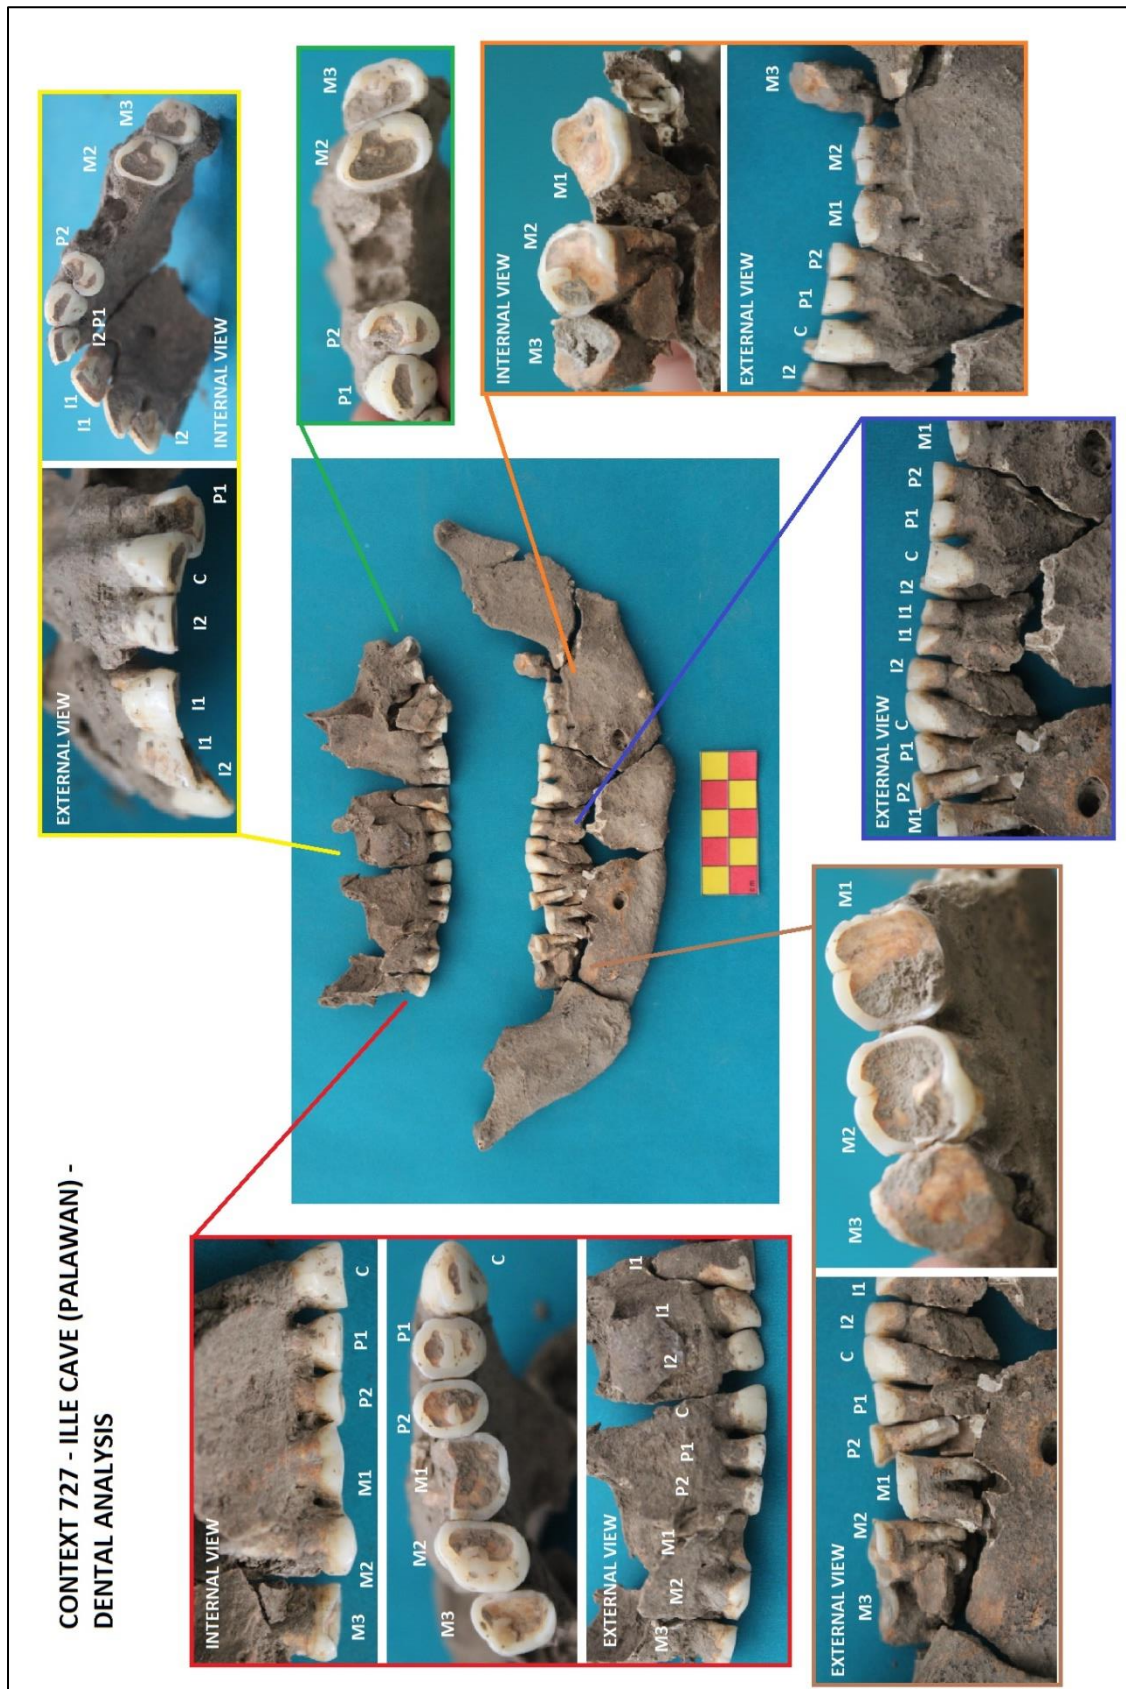 CONTEXT 727 - ILLE CAVE (PALAWAN) -
DENTAL ANALYSIS
EXTERNAL VIEW
I2 I1 I1 I2 C P1
INTERNAL VIEW
I2 I1 I1 I2 P1 P2 M2 M3
INTERNAL VIEW
M3 M2 M1 P2 P1 C
M3 M2 M1 P2 P1 C
EXTERNAL VIEW
M3 M2 M1 P2 P1 C I2 I1 I1
P1 P2 M2 M3
INTERNAL VIEW
M3 M2 M1
EXTERNAL VIEW
I2 C P1 P2 M1 M2 M3
EXTERNAL VIEW
M3 M2 M1 P2 P1 C I2 I1
M3 M2 M1
EXTERNAL VIEW
M1 P2 P1 C I2 I1 I1 I2 C P1 P2 M1